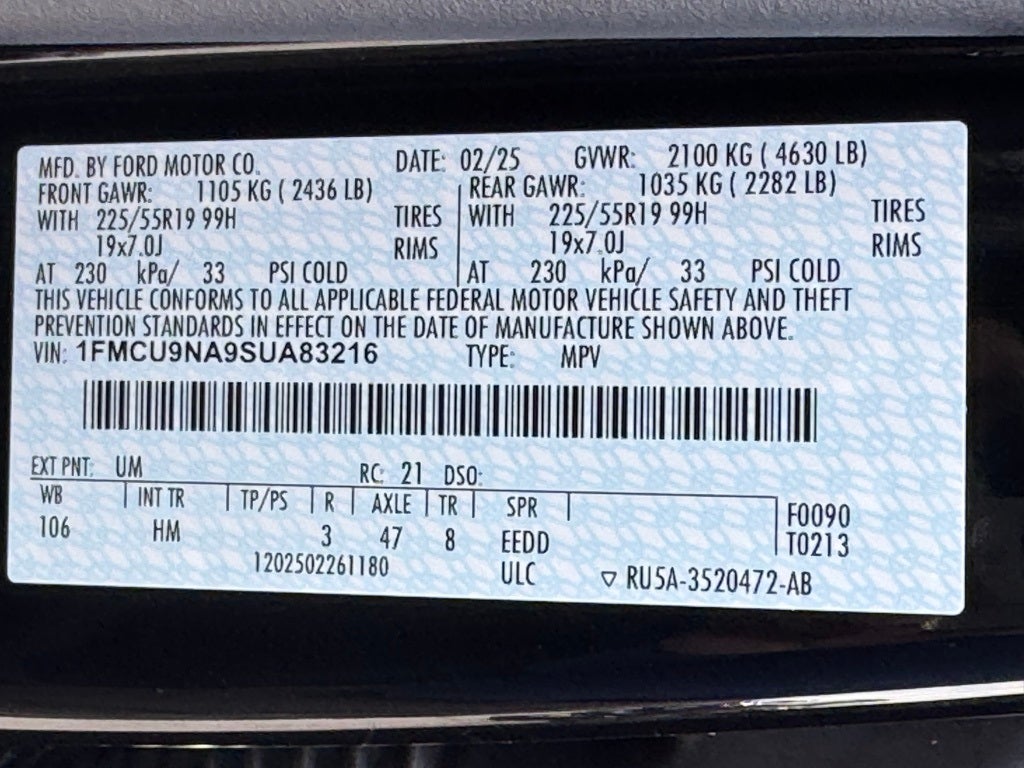 MFD. BY FORD MOTOR CO. DATE: 02/25 GVWR: 2100 KG ( 4630 LB)
FRONT GAWR: 1105 KG ( 2436 LB) REAR GAWR: 1035 KG ( 2282 LB)
WITH 225/55R19 99H TIRES WITH 225/55R19 99H TIRES
19x7.0J RIMS 19x7.0J RIMS
AT 230 kPa/ 33 PSI COLD AT 230 kPa/ 33 PSI COLD
THIS VEHICLE CONFORMS TO ALL APPLICABLE FEDERAL MOTOR VEHICLE SAFETY AND THEFT
PREVENTION STANDARDS IN EFFECT ON THE DATE OF MANUFACTURE SHOWN ABOVE.
VIN: 1FMCU9NA9SUA83216 TYPE: MPV
EXT PNT: UM RC: 21 DSO:
WB INT TR TP/PS R AXLE TR SPR F0090
106 HM 3 47 8 EEDD T0213
1202502261180 ULC RU5A-3520472-AB